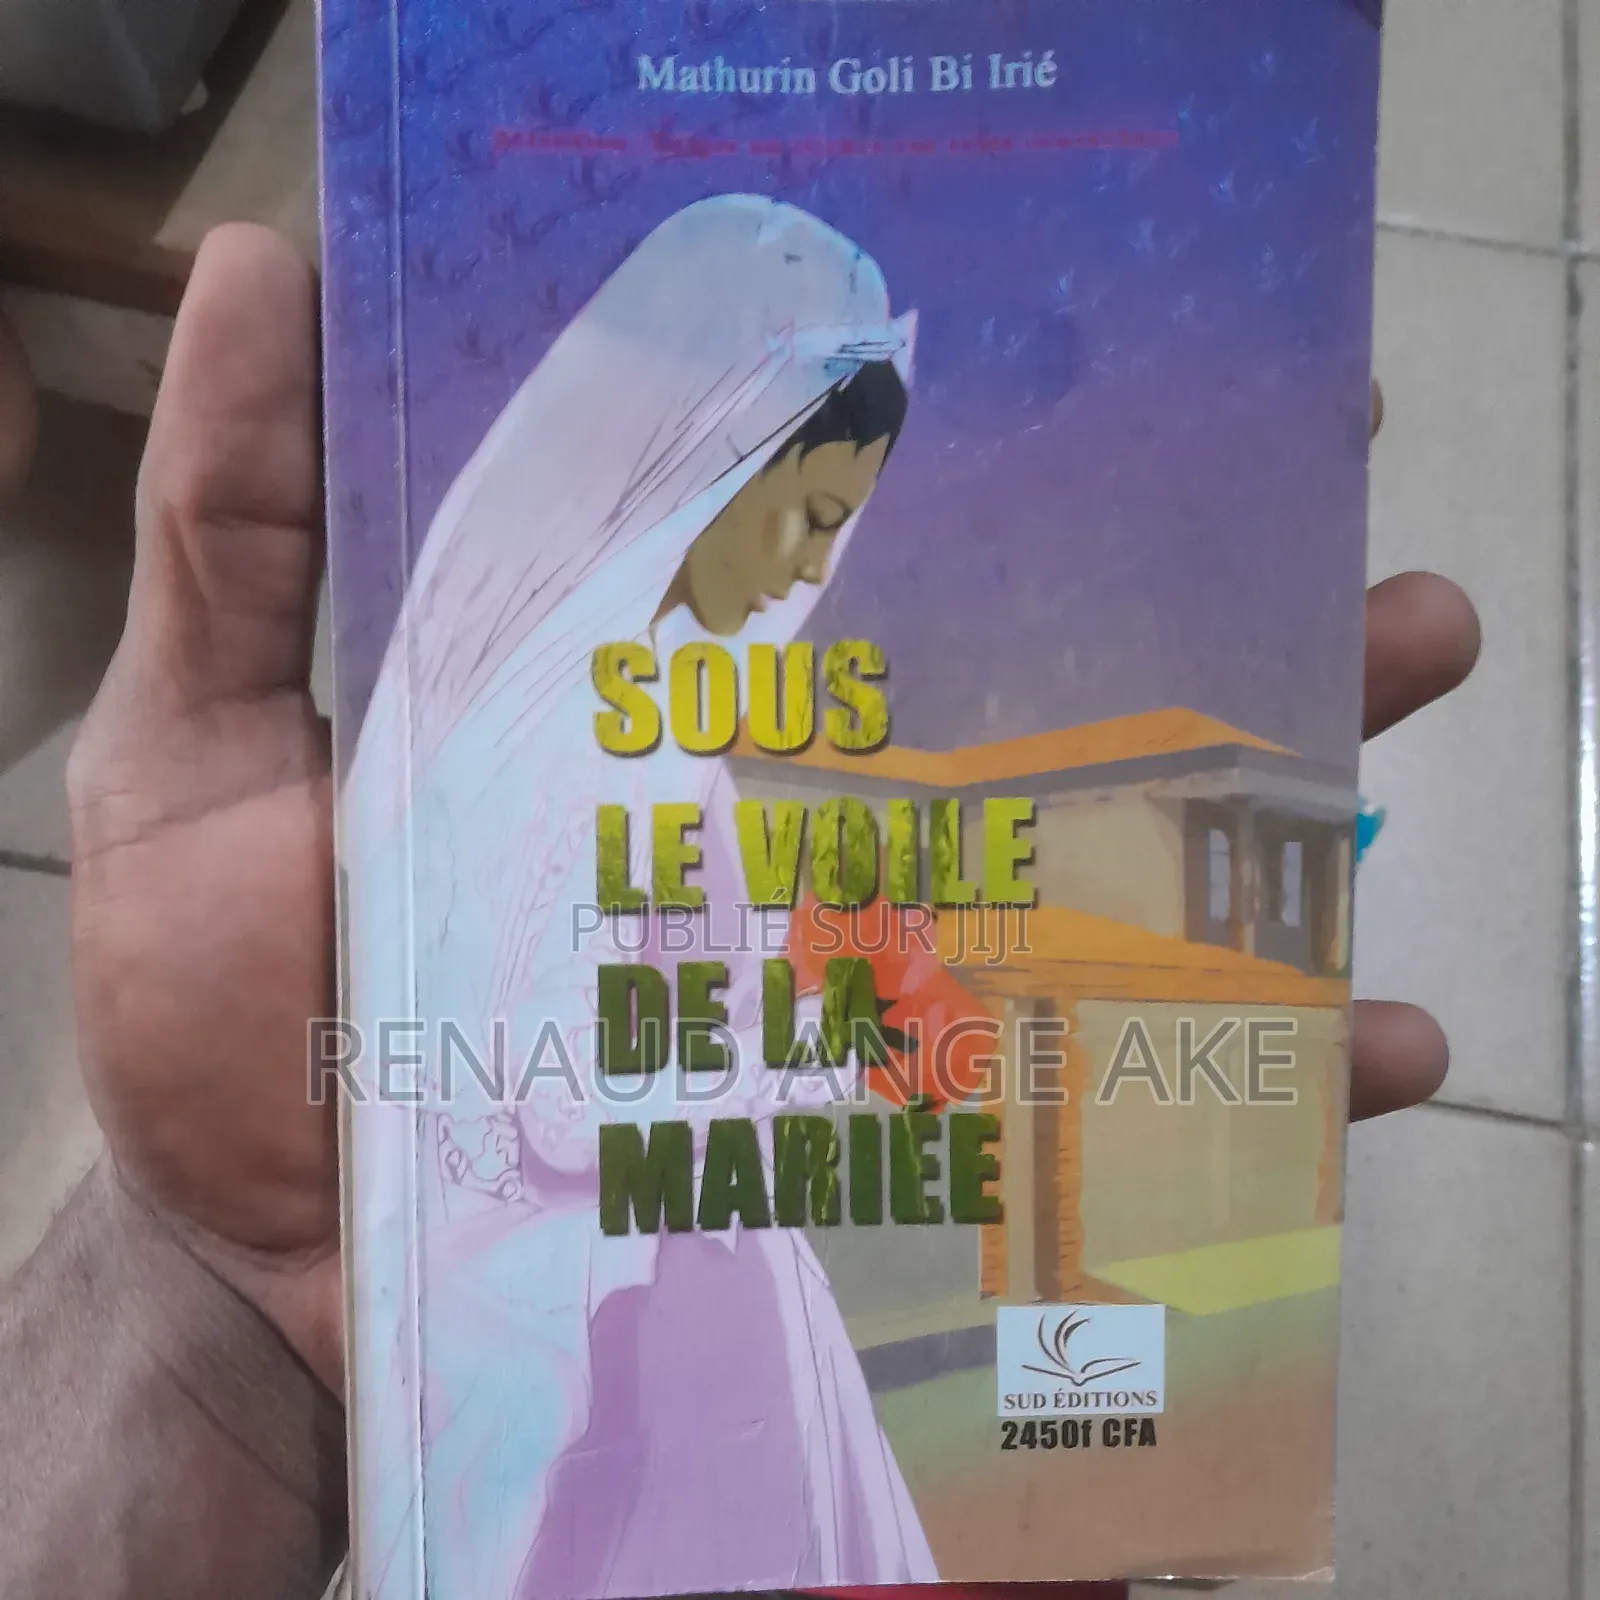 Mathurin Goli Bi Irié
SOUS
LE VOILE
PUBLIÉ SUR JIJI
DE LA
RENAUD ANGE AKE
MARIÉE
SUD ÉDITIONS
2450f CFA